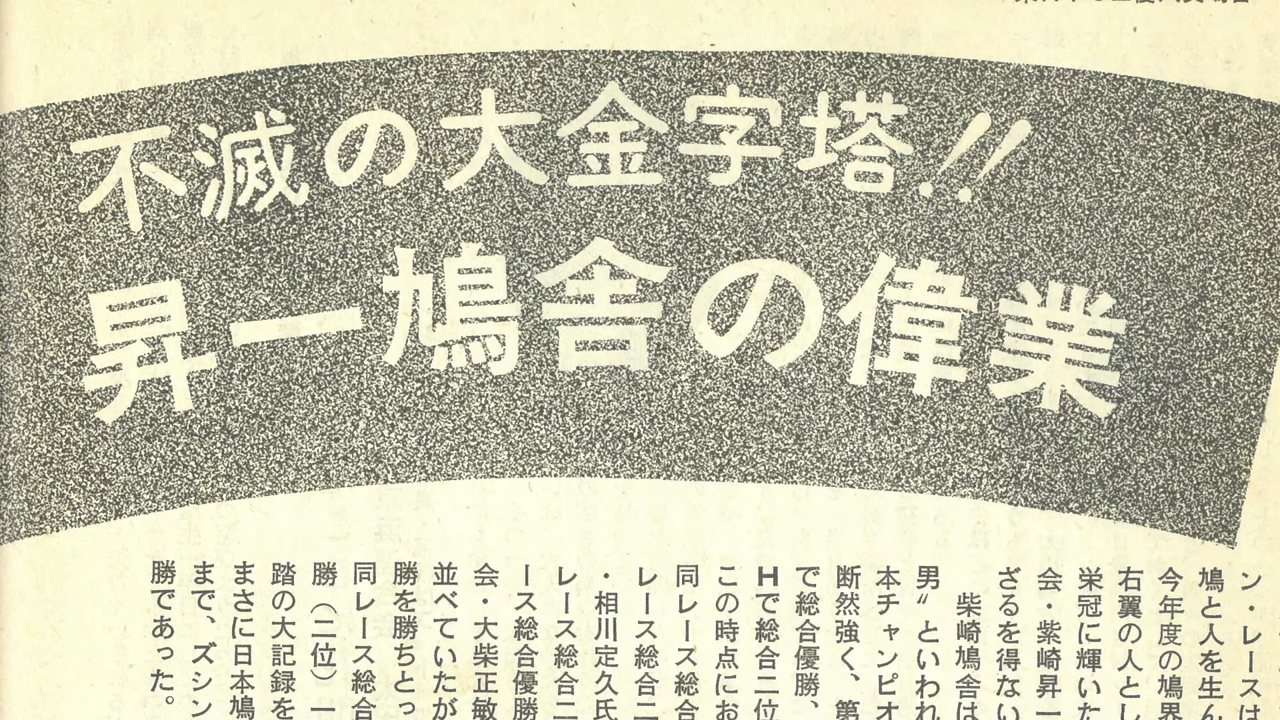 不滅の大金字塔!!
昇一鳩舎の偉業
ン・レースは
鳩と人を生ん
今年度の鳩界
右翼の人とし
栄冠に輝いた
会・紫崎昇一
ざるを得ない
柴崎鳩舎は
男〟といわれ
本チャンピオ
断然強く、第
で総合優勝、
Hで総合二位
この時点にお
同レース総合
レース総合二
・相川定久氏
レース総合二
ース総合優勝
会・大柴正敏
並べていたが
勝を勝ちとっ
同レース総合
勝（二位）一
踏の大記録を
まさに日本鳩
まで、ズシン
勝であった。